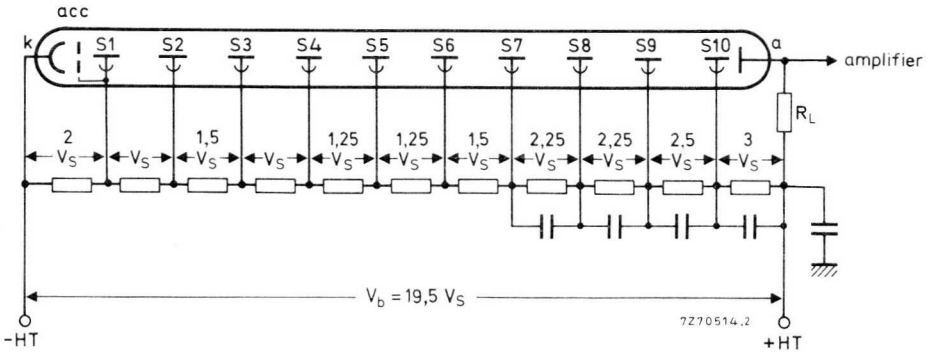 acc
k S1 S2 S3 S4 S5 S6 S7 S8 S9 S10 a
amplifier
R_L
2 1,5 1,25 1,25 1,5 2,25 2,25 2,5 3
V_S V_S V_S V_S V_S V_S V_S V_S V_S V_S V_S
V_b = 19,5 V_S
7Z70514.2
-HT +HT